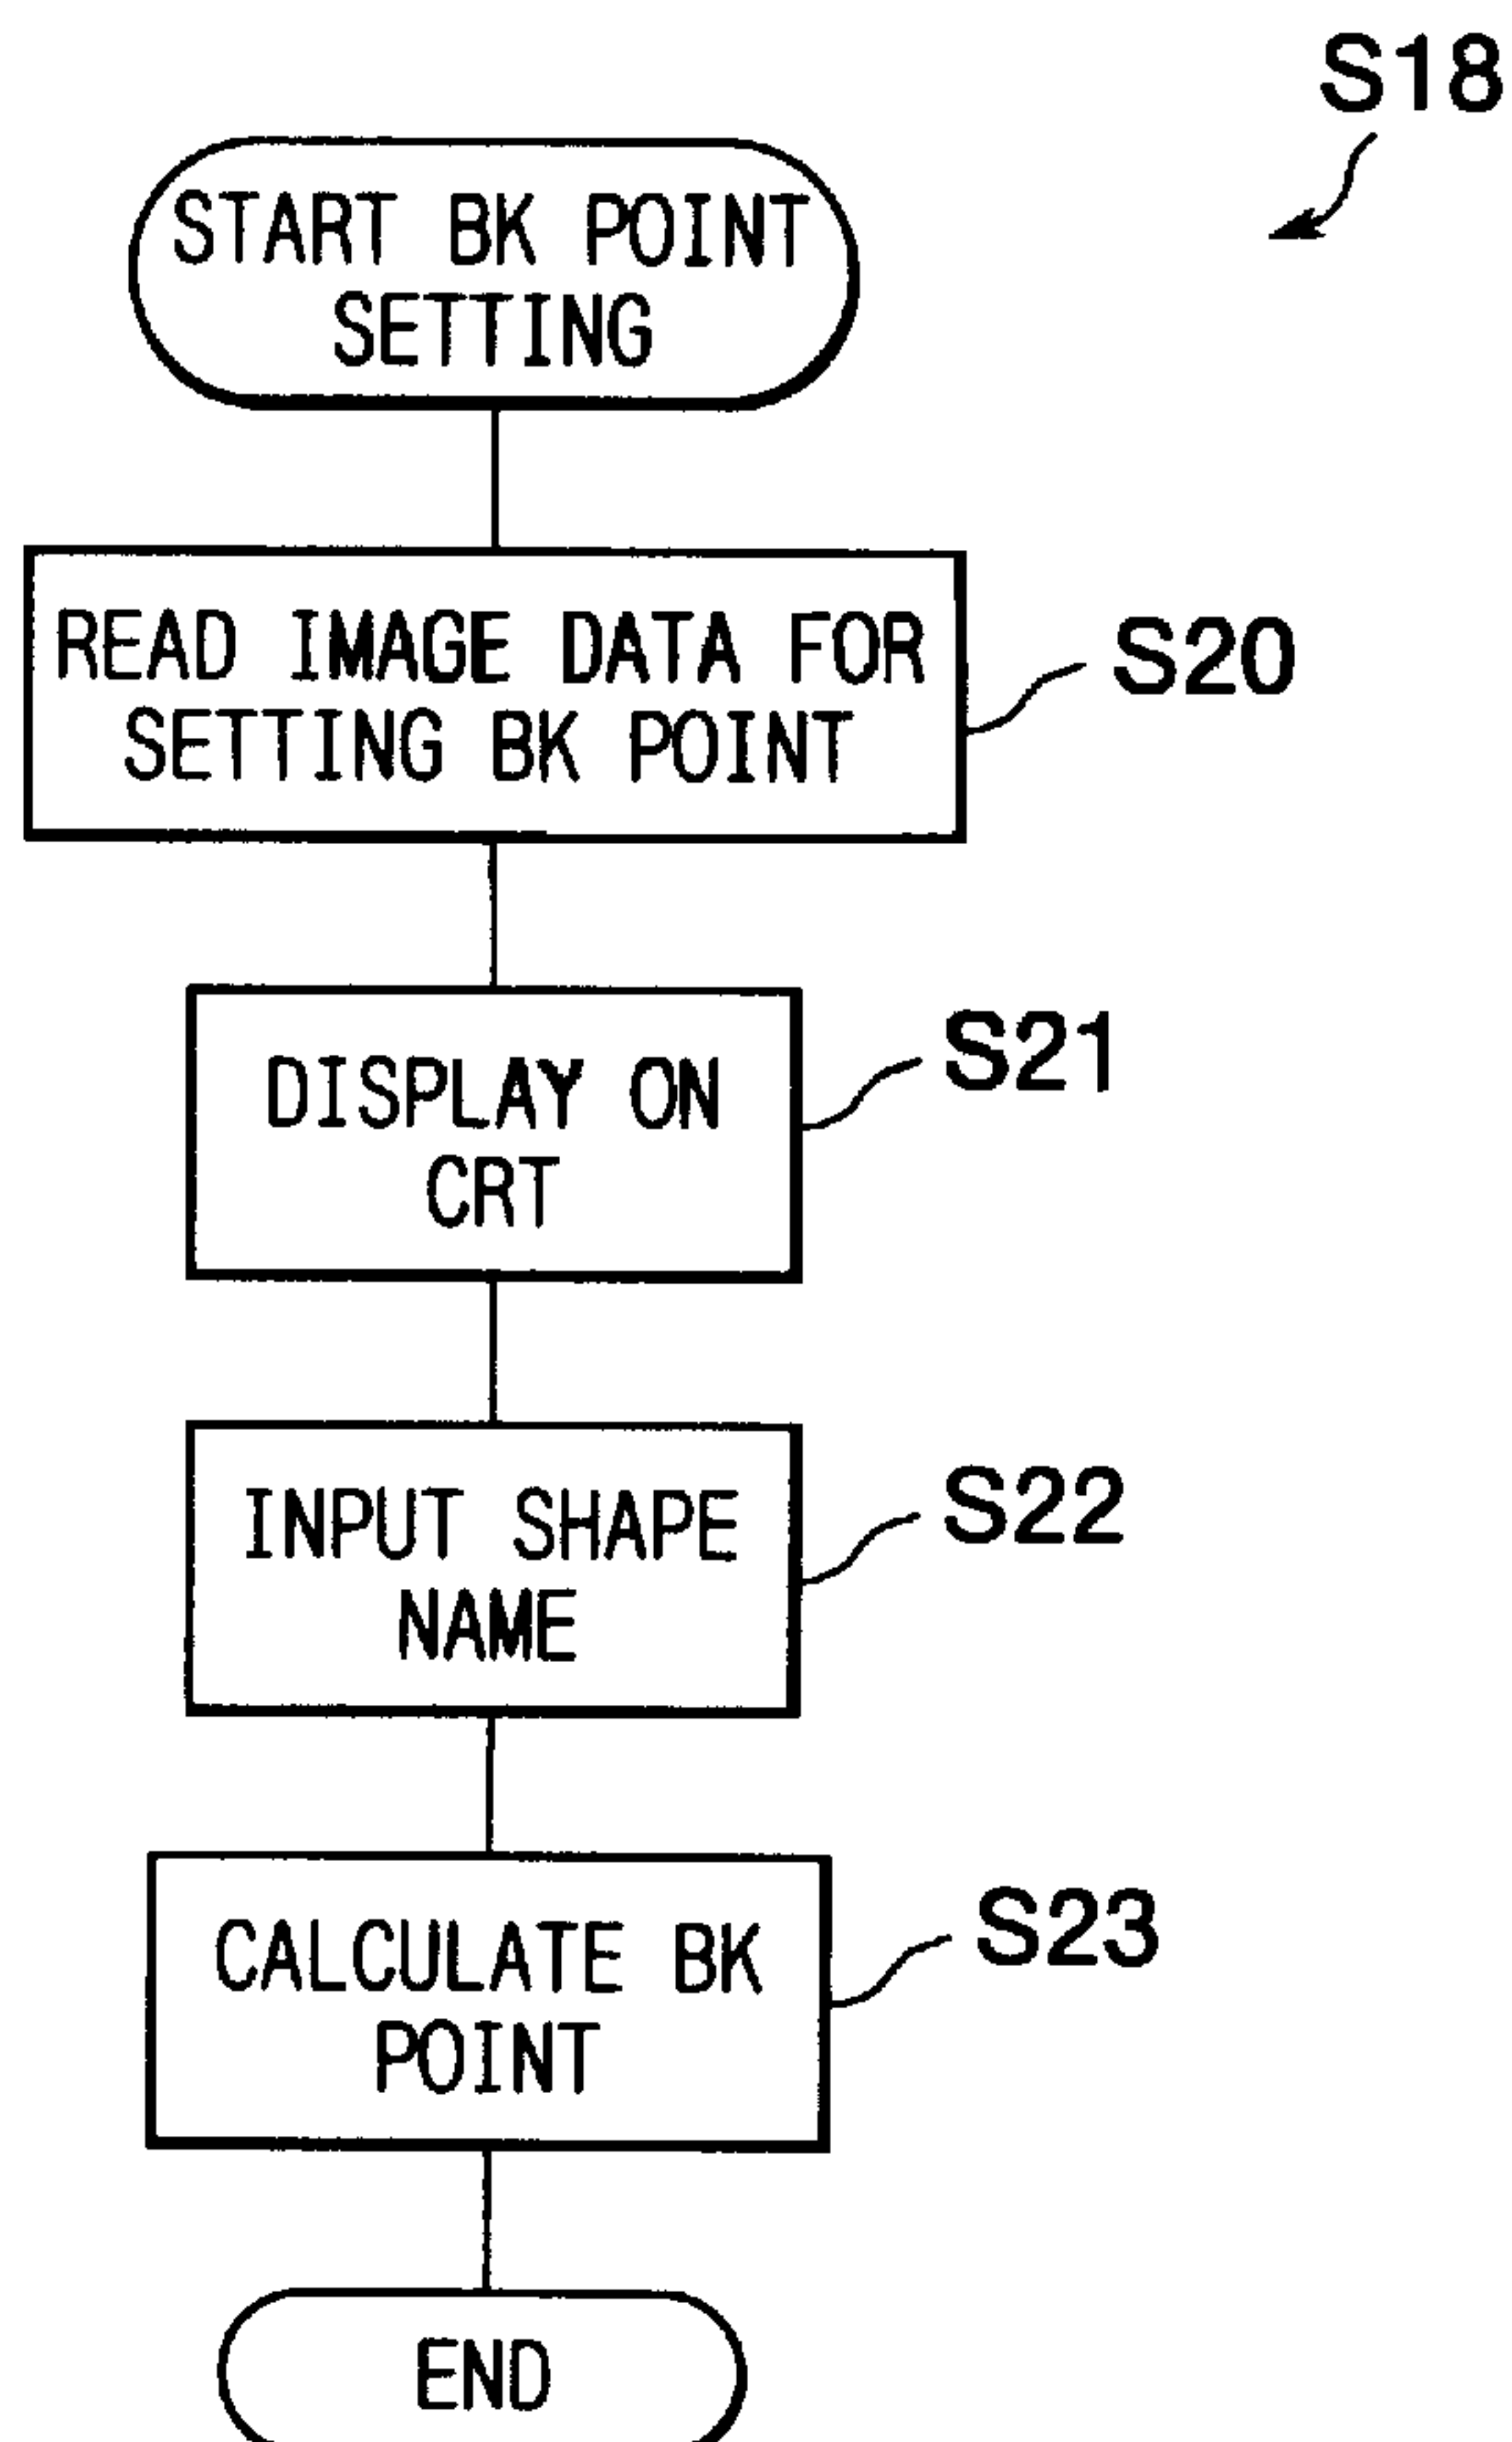 S18
START BK POINT
SETTING
READ IMAGE DATA FOR
SETTING BK POINT
S20
DISPLAY ON
CRT
S21
INPUT SHAPE
NAME
S22
CALCULATE BK
POINT
S23
END